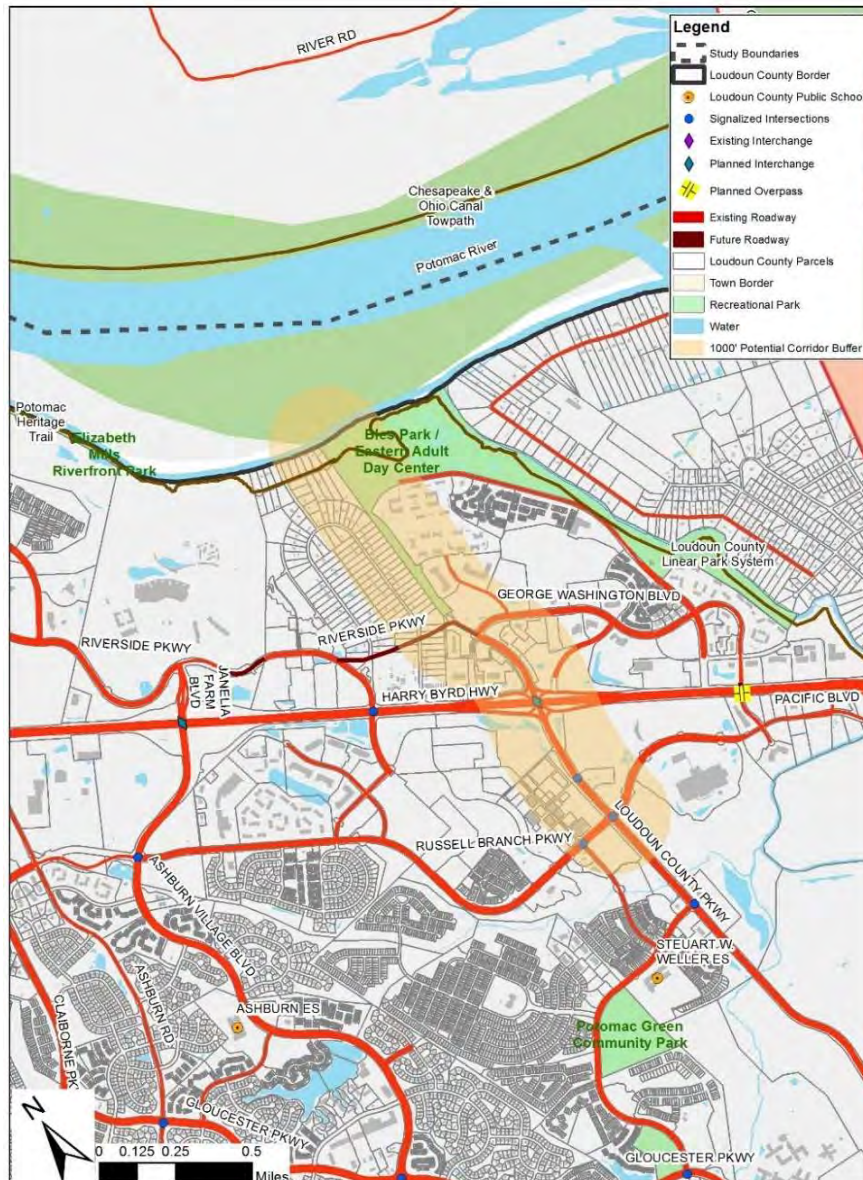 RIVER RD
Legend
Study Boundaries
Loudoun County Border
Loudoun County Public School
Signalized Intersections
Existing Interchange
Planned Interchange
Planned Overpass
Existing Roadway
Future Roadway
Loudoun County Parcels
Town Border
Recreational Park
Water
1000' Potential Corridor Buffer
Chesapeake &
Ohio Canal
Towpath
Potomac River
Potomac
Heritage
Trail
Elizabeth
Mills
Riverfront Park
Bles Park /
Eastern Adult
Day Center
Loudoun County
Linear Park System
GEORGE WASHINGTON BLVD
RIVERSIDE PKWY
RIVERSIDE PKWY
JANELIA
FARM
BLVD
HARRY BYRD HWY
PACIFIC BLVD
LOUDOUN COUNTY PKWY
RUSSELL BRANCH PKWY
ASHBURN VILLAGE BLVD
STEUART W.
WELLER ES
ASHBURN RD
ASHBURN ES
CLAIBORNE PK
Potomac Green
Community Park
GLOUCESTER PKWY
GLOUCESTER PKWY
N
0 0.125 0.25 0.5
Miles